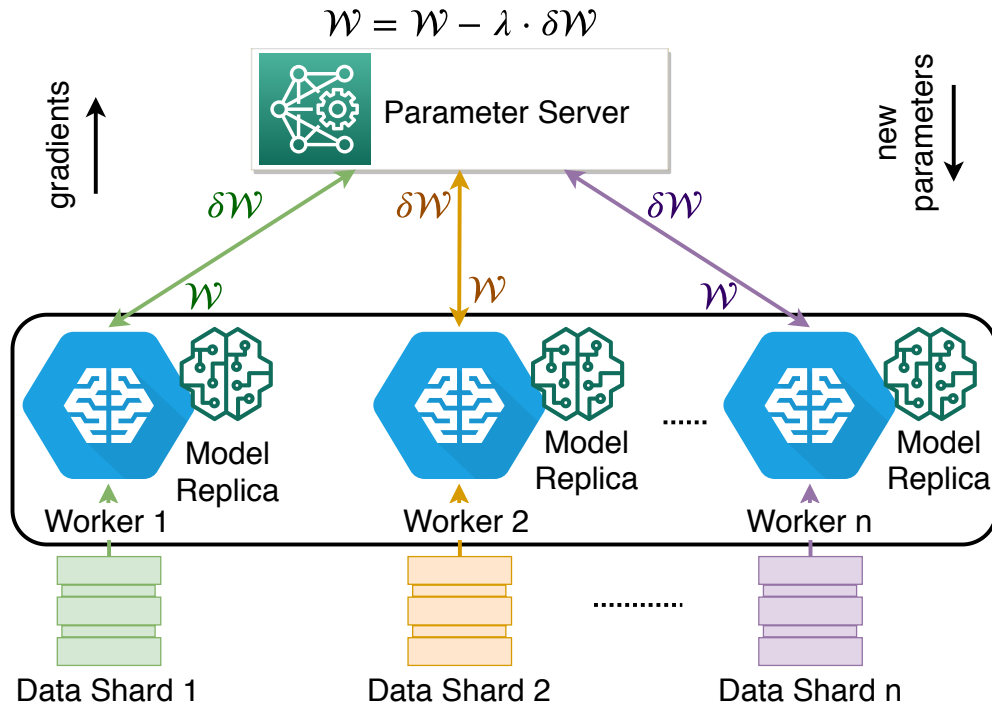 𝒲 = 𝒲 − λ · δ𝒲
gradients
Parameter Server
new
parameters
δ𝒲
δ𝒲
δ𝒲
𝒲
𝒲
𝒲
Model
Replica
Model
Replica
......
Model
Replica
Worker 1
Worker 2
Worker n
...........
Data Shard 1
Data Shard 2
Data Shard n